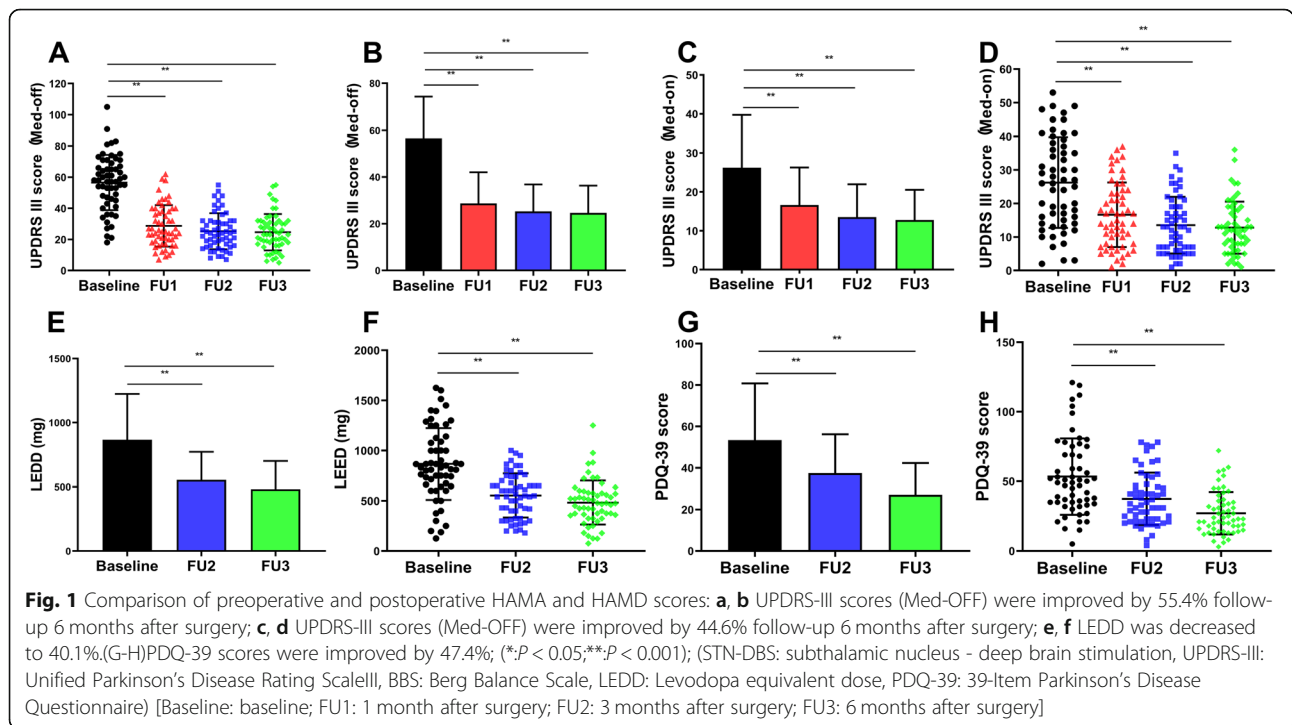 A
B
C
D
**
**
**
UPDRS III score (Med-off)
120
100
80
60
40
20
0
Baseline FU1 FU2 FU3
**
**
**
UPDRS III score (Med-off)
80
60
40
20
0
Baseline FU1 FU2 FU3
**
**
**
UPDRS III score (Med-on)
50
40
30
20
10
0
Baseline FU1 FU2 FU3
**
**
**
UPDRS III score (Med-on)
60
50
40
30
20
10
0
Baseline FU1 FU2 FU3
E
F
G
H
**
**
LEDD (mg)
1500
1000
500
0
Baseline FU2 FU3
**
**
LEED (mg)
2000
1500
1000
500
0
Baseline FU2 FU3
**
**
PDQ-39 score
100
80
60
40
20
0
Baseline FU2 FU3
**
**
PDQ-39 score
150
100
50
0
Baseline FU2 FU3
Fig. 1 Comparison of preoperative and postoperative HAMA and HAMD scores: a, b UPDRS-III scores (Med-OFF) were improved by 55.4% follow-
up 6 months after surgery; c, d UPDRS-III scores (Med-OFF) were improved by 44.6% follow-up 6 months after surgery; e, f LEDD was decreased
to 40.1%.(G-H)PDQ-39 scores were improved by 47.4%; (*:P < 0.05;**:P < 0.001); (STN-DBS: subthalamic nucleus - deep brain stimulation, UPDRS-III:
Unified Parkinson's Disease Rating ScaleIII, BBS: Berg Balance Scale, LEDD: Levodopa equivalent dose, PDQ-39: 39-Item Parkinson's Disease
Questionnaire) [Baseline: baseline; FU1: 1 month after surgery; FU2: 3 months after surgery; FU3: 6 months after surgery]